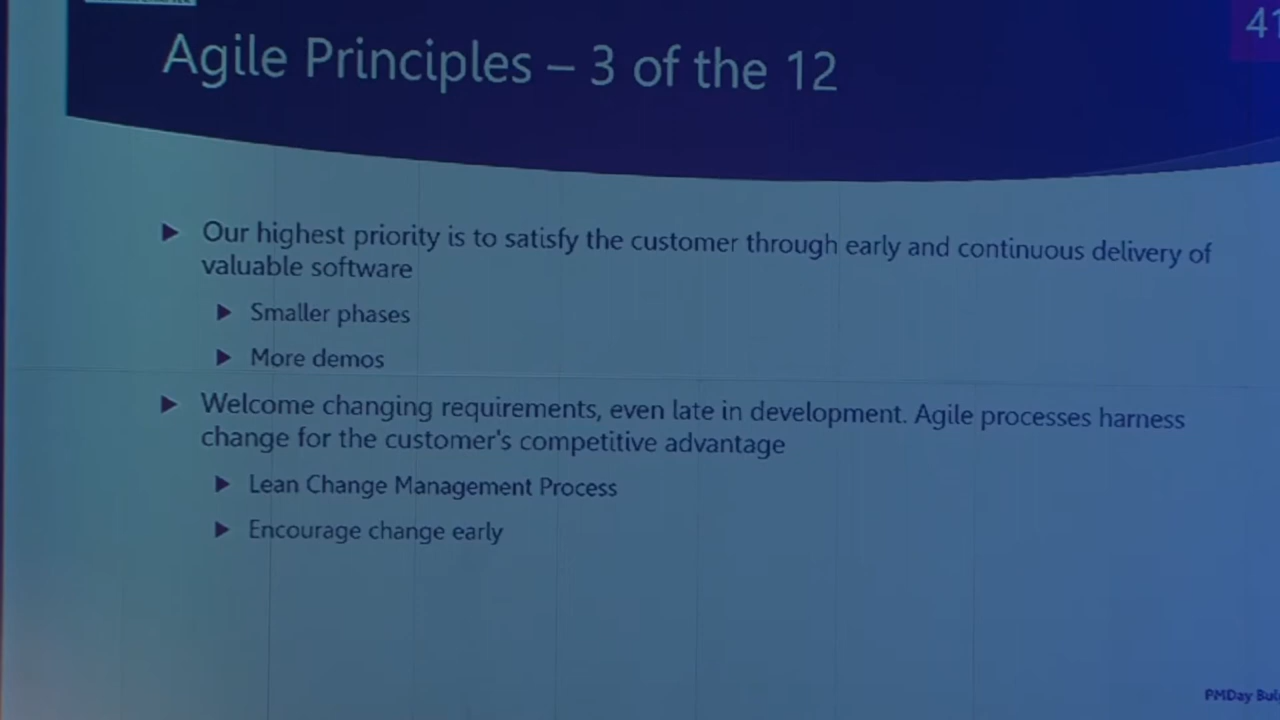 Agile Principles – 3 of the 12
41
Our highest priority is to satisfy the customer through early and continuous delivery of
valuable software
Smaller phases
More demos
Welcome changing requirements, even late in development. Agile processes harness
change for the customer's competitive advantage
Lean Change Management Process
Encourage change early
PMDay